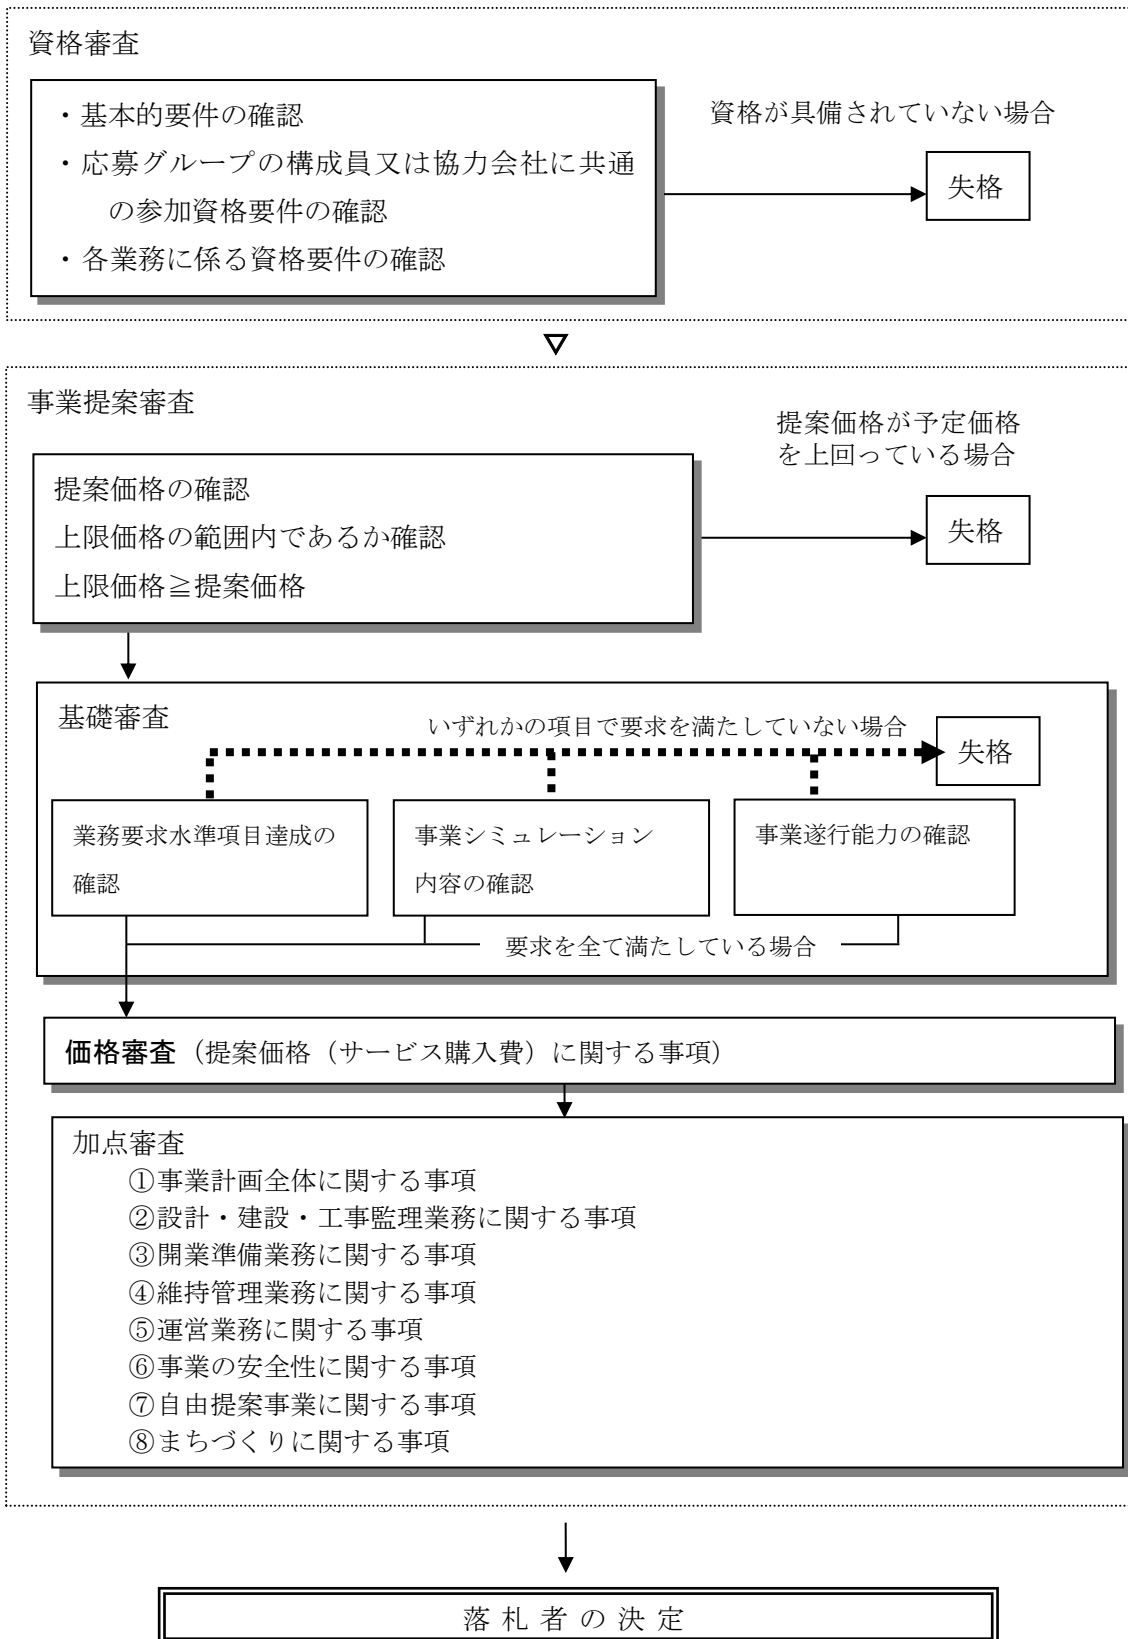 資格審査
・基本的要件の確認
・応募グループの構成員又は協力会社に共通
の参加資格要件の確認
・各業務に係る資格要件の確認
資格が具備されていない場合
失格
事業提案審査
提案価格が予定価格
を上回っている場合
提案価格の確認
上限価格の範囲内であるか確認
上限価格≧提案価格
失格
基礎審査
いずれかの項目で要求を満たしていない場合
失格
業務要求水準項目達成の
確認
事業シミュレーション
内容の確認
事業遂行能力の確認
要求を全て満たしている場合
価格審査（提案価格（サービス購入費）に関する事項）
加点審査
①事業計画全体に関する事項
②設計・建設・工事監理業務に関する事項
③開業準備業務に関する事項
④維持管理業務に関する事項
⑤運営業務に関する事項
⑥事業の安全性に関する事項
⑦自由提案事業に関する事項
⑧まちづくりに関する事項
落札者の決定